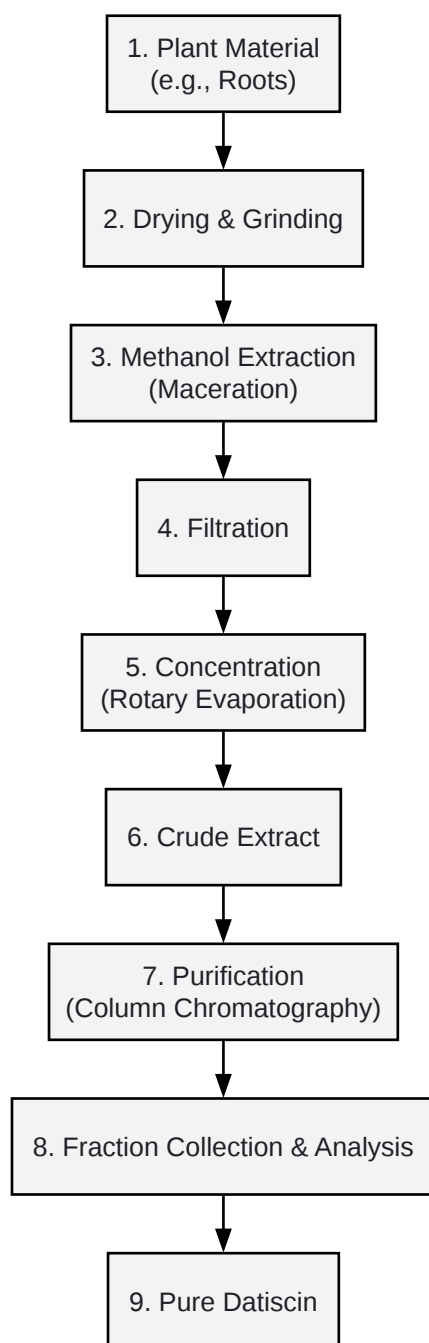 1. Plant Material
(e.g., Roots)
2. Drying & Grinding
3. Methanol Extraction
(Maceration)
4. Filtration
5. Concentration
(Rotary Evaporation)
6. Crude Extract
7. Purification
(Column Chromatography)
8. Fraction Collection & Analysis
9. Pure Datiscin